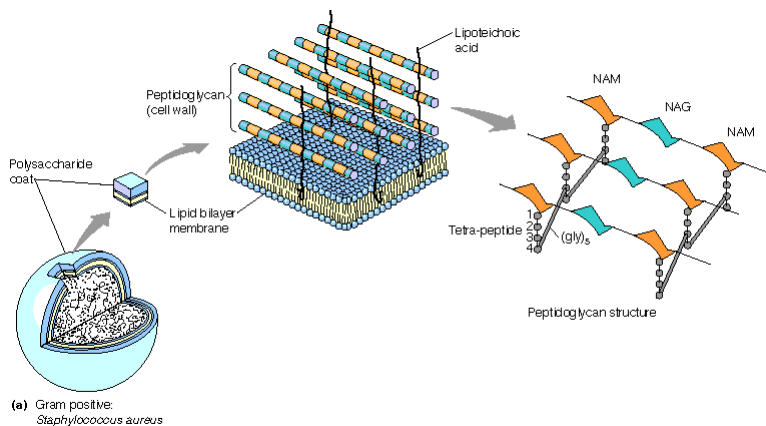 Lipoteichoic
acid
Peptidoglycan
(cell wall)
Polysaccharide
coat
Lipid bilayer
membrane
NAM
NAG
NAM
1
2
3
4
Tetra-peptide
(gly)5
Peptidoglycan structure
(a) Gram positive:
Staphylococcus aureus